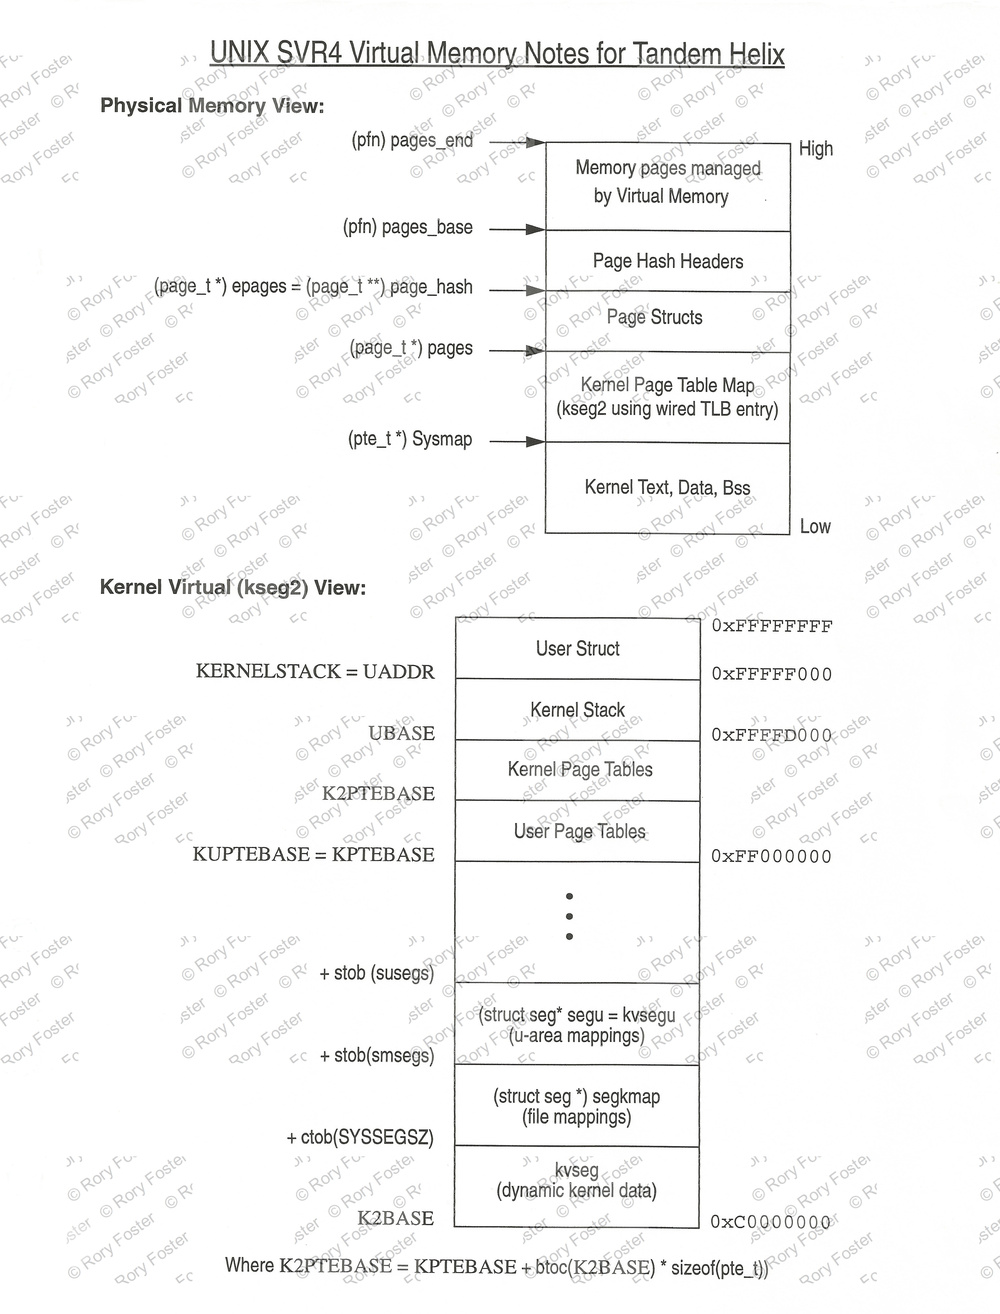 UNIX SVR4 Virtual Memory Notes for Tandem Helix
Physical Memory View:
(pfn) pages_end
High
Memory pages managed
by Virtual Memory
(pfn) pages_base
Page Hash Headers
(page_t *) epages = (page_t **) page_hash
Page Structs
(page_t *) pages
Kernel Page Table Map
(kseg2 using wired TLB entry)
(pte_t *) Sysmap
Kernel Text, Data, Bss
Low
Kernel Virtual (kseg2) View:
0xFFFFFFFF
User Struct
KERNELSTACK = UADDR
0xFFFFF000
Kernel Stack
UBASE
0xFFFFD000
Kernel Page Tables
K2PTEBASE
User Page Tables
KUPTEBASE = KPTEBASE
0xFF000000
+ stob (susegs)
(struct seg* segu = kvsegu
(u-area mappings)
+ stob(smsegs)
(struct seg *) segkmap
(file mappings)
+ ctob(SYSSEGSZ)
kvseg
(dynamic kernel data)
K2BASE
0xC0000000
Where K2PTEBASE = KPTEBASE + btoc(K2BASE) * sizeof(pte_t))
© Rory Foster